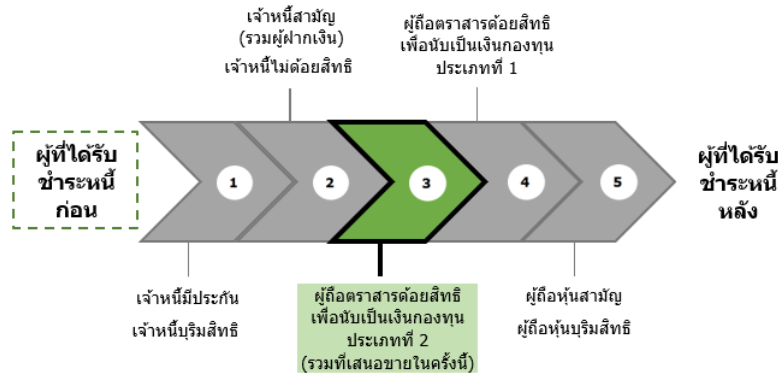 เจ้าหนี้สามัญ
(รวมผู้ฝากเงิน)
เจ้าหนี้ไม่ด้อยสิทธิ
ผู้ถือตราสารด้อยสิทธิ
เพื่อนับเป็นเงินกองทุน
ประเภทที่ 1
ผู้ที่ได้รับ
ชำระหนี้
ก่อน
1
2
3
4
5
ผู้ที่ได้รับ
ชำระหนี้
หลัง
เจ้าหนี้มีประกัน
เจ้าหนี้บุริมสิทธิ
ผู้ถือตราสารด้อยสิทธิ
เพื่อนับเป็นเงินกองทุน
ประเภทที่ 2
(รวมที่เสนอขายในครั้งนี้)
ผู้ถือหุ้นสามัญ
ผู้ถือหุ้นบุริมสิทธิ